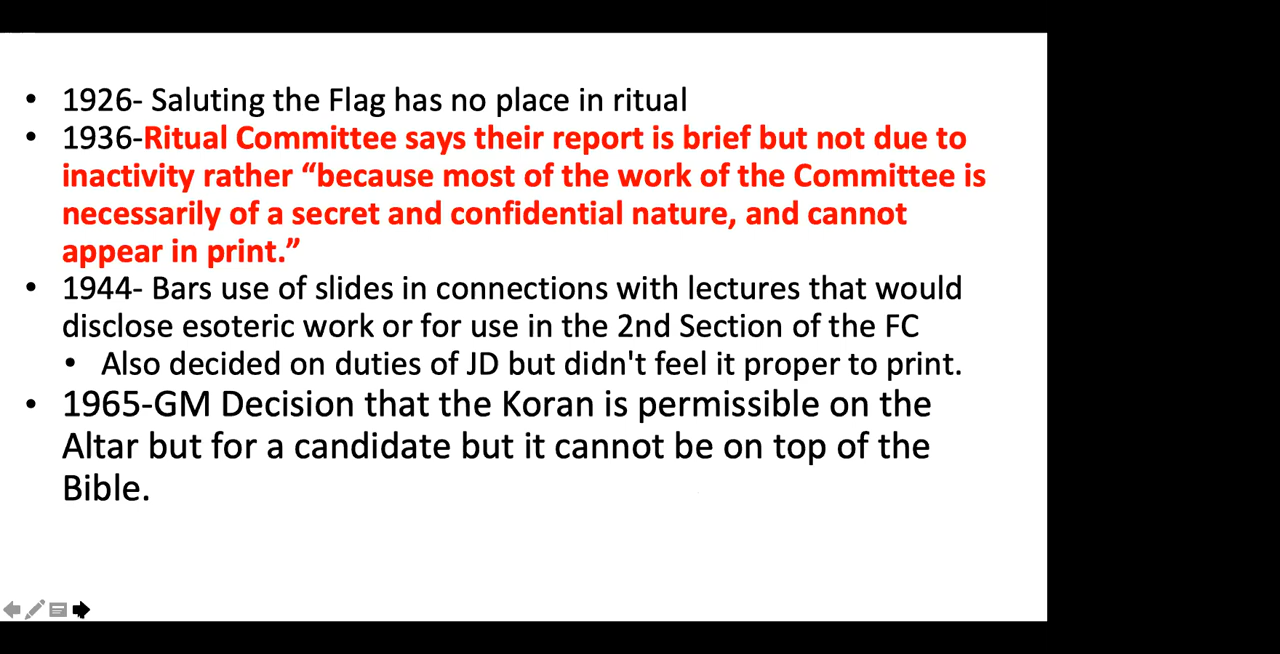 • 1926- Saluting the Flag has no place in ritual
• 1936-Ritual Committee says their report is brief but not due to
inactivity rather “because most of the work of the Committee is
necessarily of a secret and confidential nature, and cannot
appear in print.”
• 1944- Bars use of slides in connections with lectures that would
disclose esoteric work or for use in the 2nd Section of the FC
• Also decided on duties of JD but didn't feel it proper to print.
• 1965-GM Decision that the Koran is permissible on the
Altar but for a candidate but it cannot be on top of the
Bible.